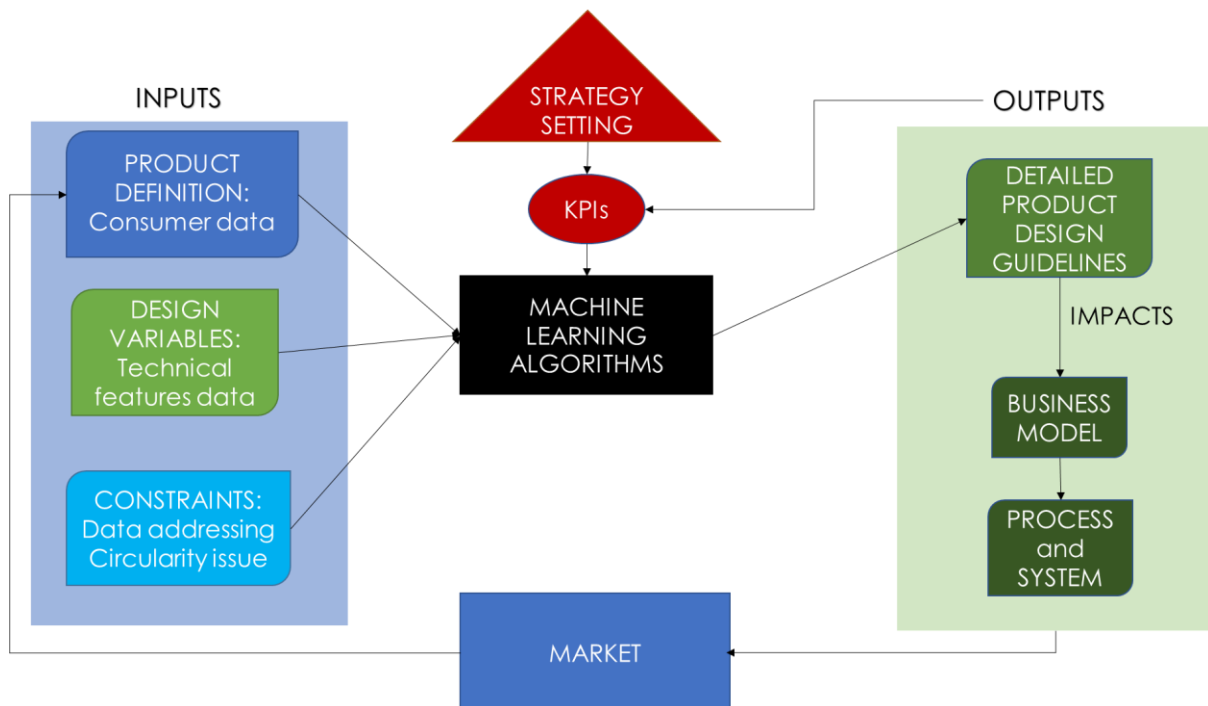 INPUTS
PRODUCT
DEFINITION:
Consumer data
DESIGN
VARIABLES:
Technical
features data
CONSTRAINTS:
Data addressing
Circularity issue
STRATEGY
SETTING
KPIs
MACHINE
LEARNING
ALGORITHMS
MARKET
OUTPUTS
DETAILED
PRODUCT
DESIGN
GUIDELINES
IMPACTS
BUSINESS
MODEL
PROCESS
and
SYSTEM